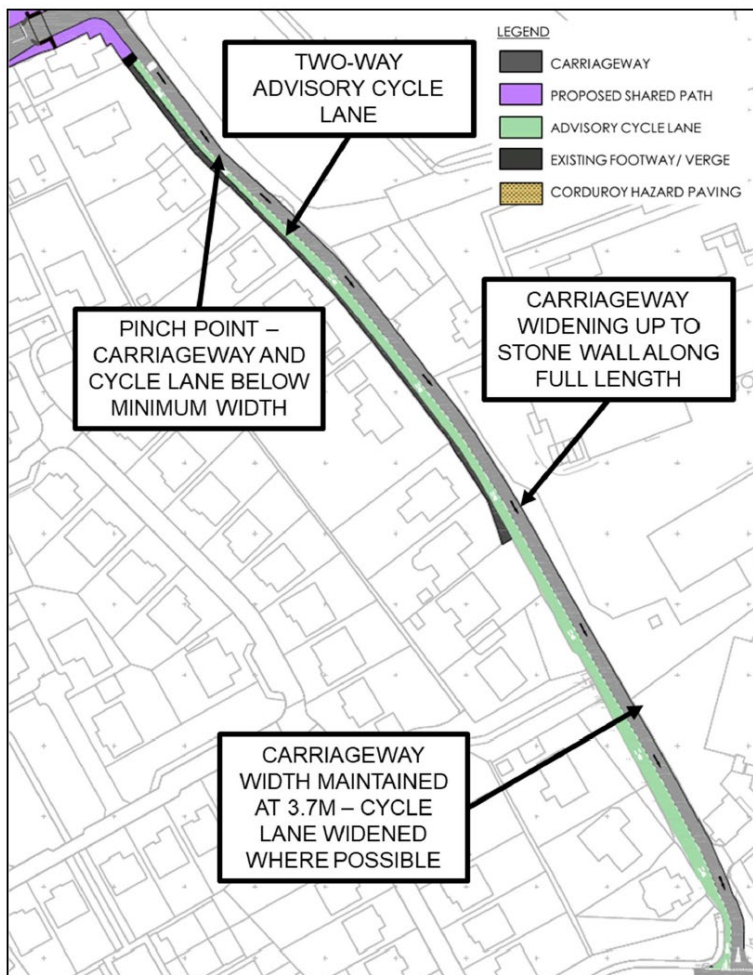 LEGEND
CARRIAGEWAY
PROPOSED SHARED PATH
ADVISORY CYCLE LANE
EXISTING FOOTWAY/ VERGE
CORDUROY HAZARD PAVING
TWO-WAY
ADVISORY CYCLE
LANE
PINCH POINT –
CARRIAGEWAY AND
CYCLE LANE BELOW
MINIMUM WIDTH
CARRIAGEWAY
WIDENING UP TO
STONE WALL ALONG
FULL LENGTH
CARRIAGEWAY
WIDTH MAINTAINED
AT 3.7M – CYCLE
LANE WIDENED
WHERE POSSIBLE